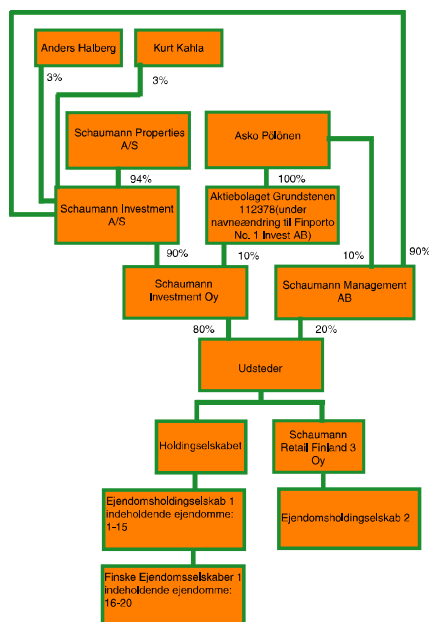 Anders Halberg
Kurt Kahla
3%
3%
Schaumann Properties
A/S
Asko Pölönen
94%
100%
Schaumann Investment
A/S
Aktiebolaget Grundstenen
112378(under
navneændring til Finporto
No. 1 Invest AB)
90%
10%
10%
90%
Schaumann
Investment Oy
Schaumann Management
AB
80%
20%
Udsteder
Holdingselskabet
Schaumann
Retail Finland 3
Oy
Ejendomsholdingselskab 1
indeholdende ejendomme:
1-15
Ejendomsholdingselskab 2
Finske Ejendomsselskaber 1
indeholdende ejendomme:
16-20